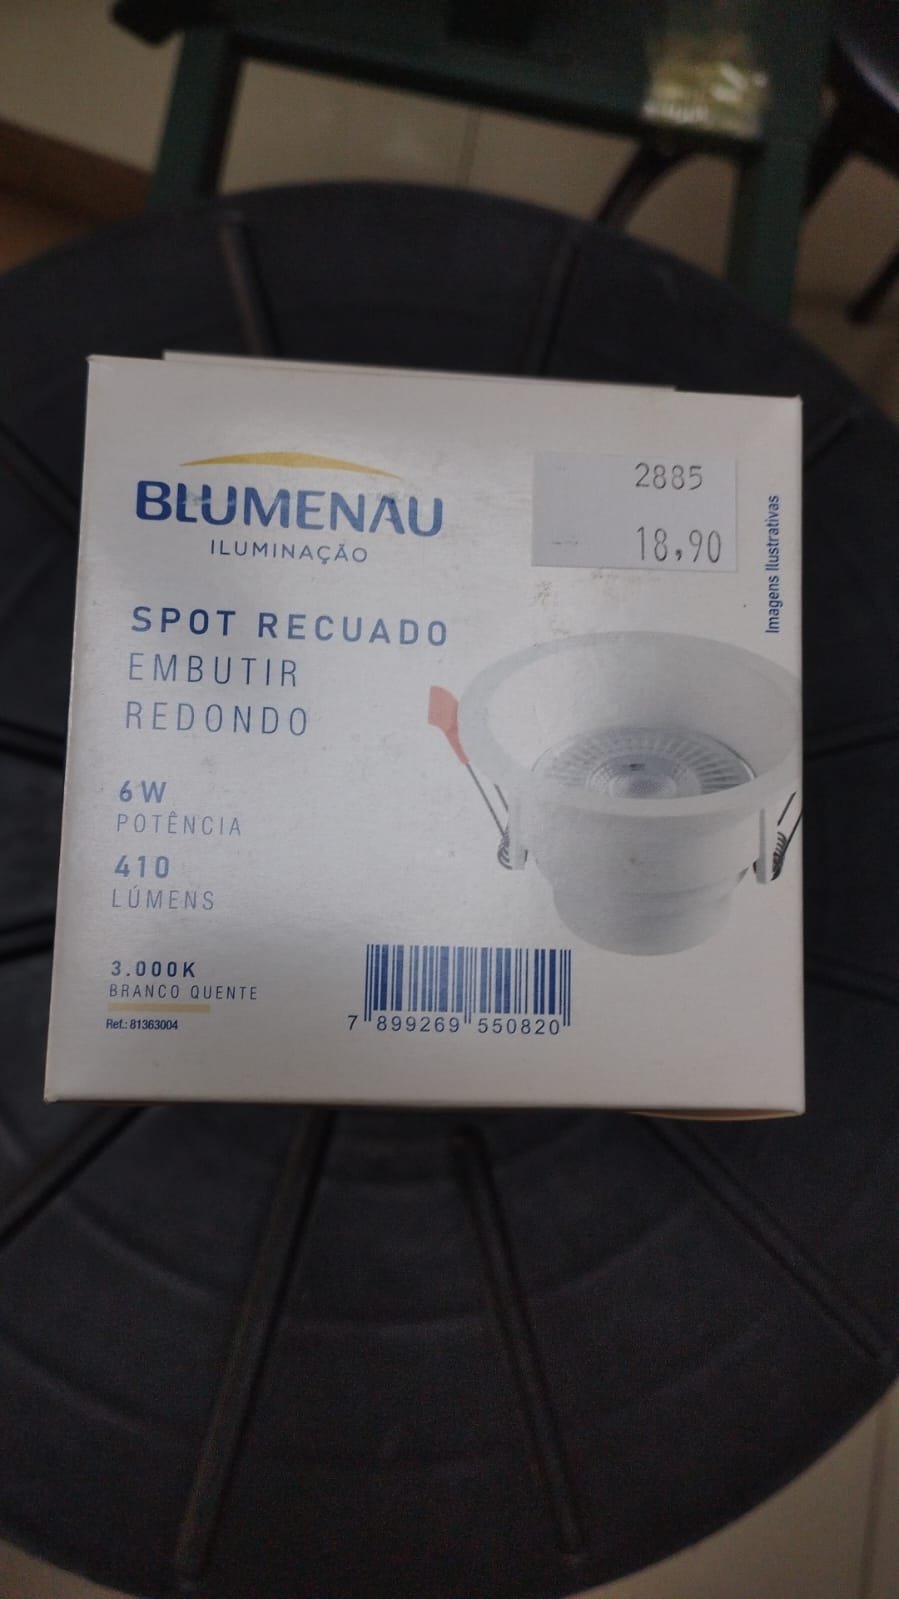 BLUMENAU
ILUMINAÇÃO
2885
18,90
Imagens Ilustrativas
SPOT RECUADO
EMBUTIR
REDONDO
6W
POTÊNCIA
410
LÚMENS
3.000K
BRANCO QUENTE
Ref.: 81363004
7 899269 550820